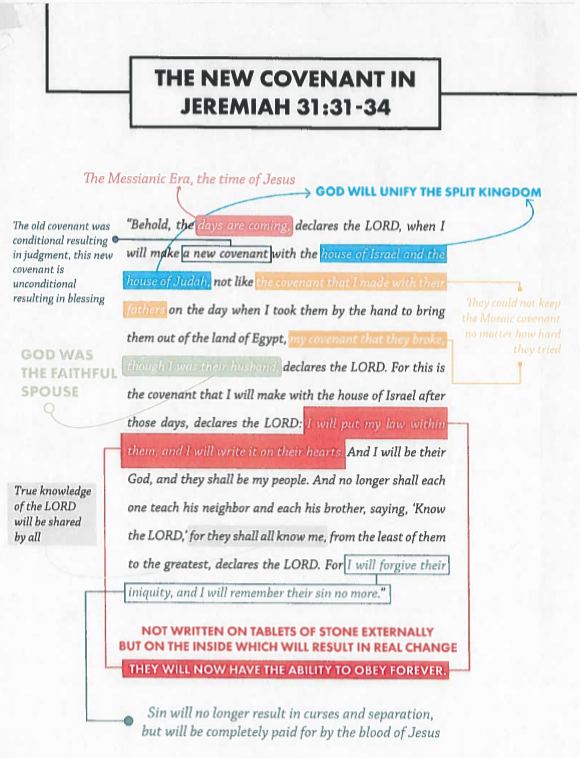 THE NEW COVENANT IN
JEREMIAH 31:31-34
The Messianic Era, the time of Jesus
GOD WILL UNIFY THE SPLIT KINGDOM
The old covenant was
conditional resulting
in judgment, this new
covenant is
unconditional
resulting in blessing
"Behold, the days are coming, declares the LORD, when I
will make a new covenant with the house of Israel and the
house of Judah, not like the covenant that I made with their
fathers on the day when I took them by the hand to bring
them out of the land of Egypt, my covenant that they broke,
though I was their husband, declares the LORD. For this is
the covenant that I will make with the house of Israel after
those days, declares the LORD: I will put my law within
them, and I will write it on their hearts. And I will be their
God, and they shall be my people. And no longer shall each
one teach his neighbor and each his brother, saying, 'Know
the LORD,' for they shall all know me, from the least of them
to the greatest, declares the LORD. For I will forgive their
iniquity, and I will remember their sin no more."
They could not keep
the Mosaic covenant
no matter how hard
they tried
GOD WAS
THE FAITHFUL
SPOUSE
True knowledge
of the LORD
will be shared
by all
NOT WRITTEN ON TABLETS OF STONE EXTERNALLY
BUT ON THE INSIDE WHICH WILL RESULT IN REAL CHANGE
THEY WILL NOW HAVE THE ABILITY TO OBEY FOREVER.
Sin will no longer result in curses and separation,
but will be completely paid for by the blood of Jesus